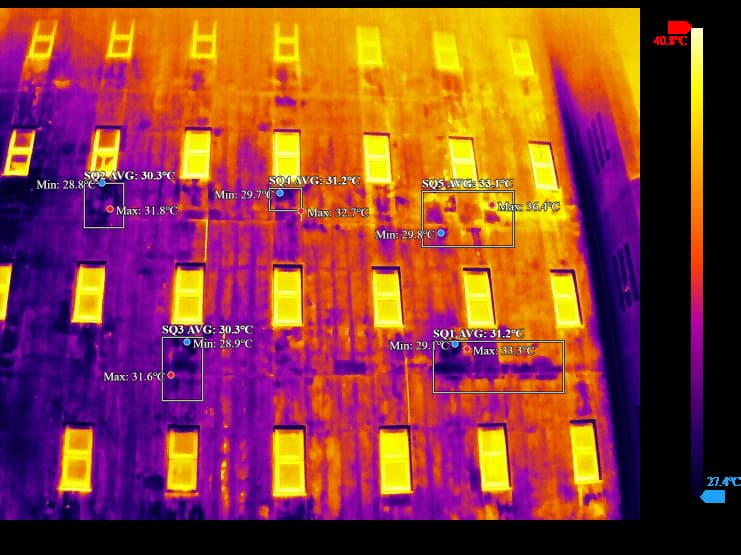 40.8°C
SQ2 AVG: 30.3°C
Min: 28.8°C
Max: 31.8°C
SQ4 AVG: 31.2°C
Min: 29.7°C
Max: 32.7°C
SQ5 AVG: 33.1°C
Max: 36.4°C
Min: 29.8°C
SQ3 AVG: 30.3°C
Min: 28.9°C
Max: 31.6°C
SQ1 AVG: 31.2°C
Min: 29.1°C
Max: 33.3°C
27.4°C